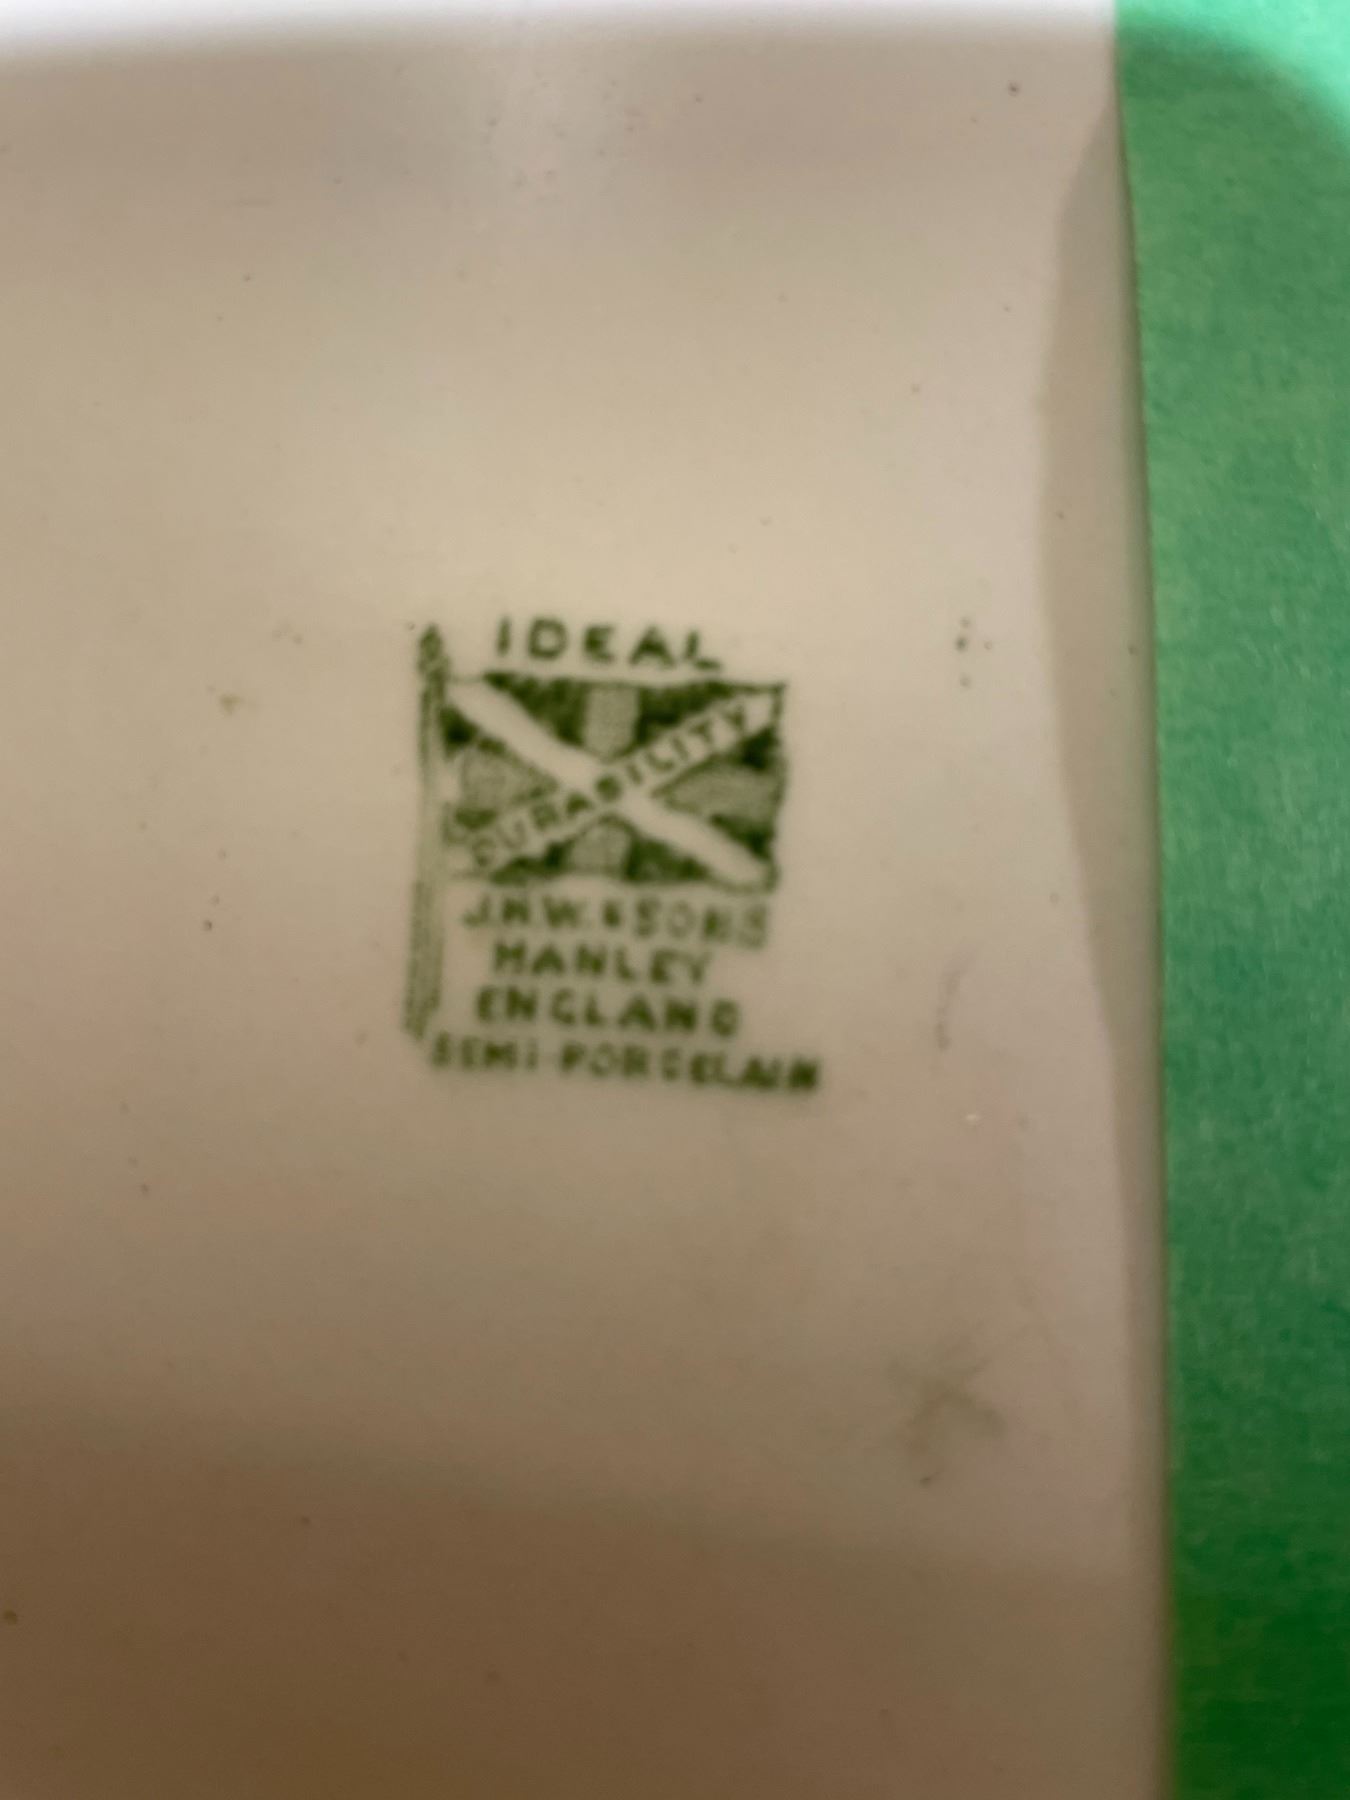 IDEAL
DURABILITY
J.H.W. & SONS
HANLEY
ENGLAND
SEMI-PORCELAIN